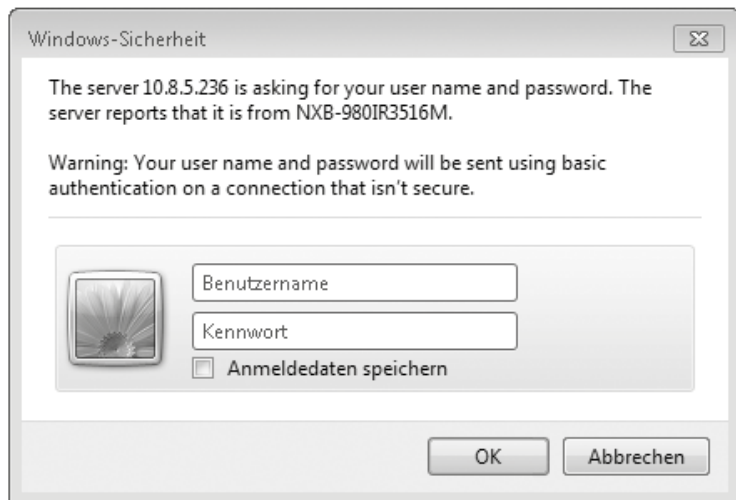 Windows-Sicherheit
The server 10.8.5.236 is asking for your user name and password. The
server reports that it is from NXB-980IR3516M.
Warning: Your user name and password will be sent using basic
authentication on a connection that isn't secure.
Benutzername
Kennwort
Anmeldedaten speichern
OK
Abbrechen